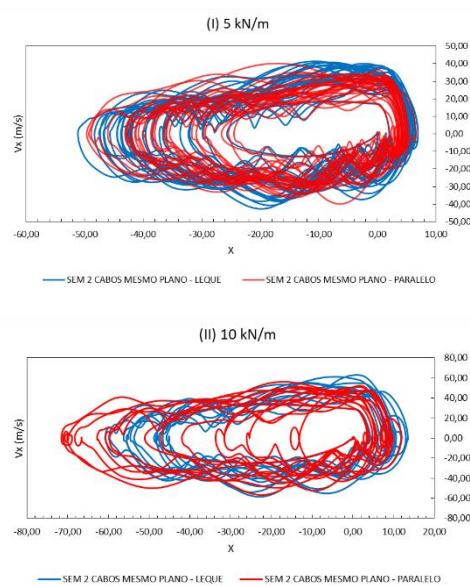 (I) 5 kN/m
50,00
40,00
30,00
20,00
10,00
0,00
-10,00
-20,00
-30,00
-40,00
-50,00
Vx (m/s)
-60,00 -50,00 -40,00 -30,00 -20,00 -10,00 0,00 10,00
X
SEM 2 CABOS MESMO PLANO - LEQUE SEM 2 CABOS MESMO PLANO - PARALELO
(II) 10 kN/m
80,00
60,00
40,00
20,00
0,00
-20,00
-40,00
-60,00
-80,00
Vx (m/s)
-80,00 -70,00 -60,00 -50,00 -40,00 -30,00 -20,00 -10,00 0,00 10,00 20,00
X
SEM 2 CABOS MESMO PLANO - LEQUE SEM 2 CABOS MESMO PLANO - PARALELO